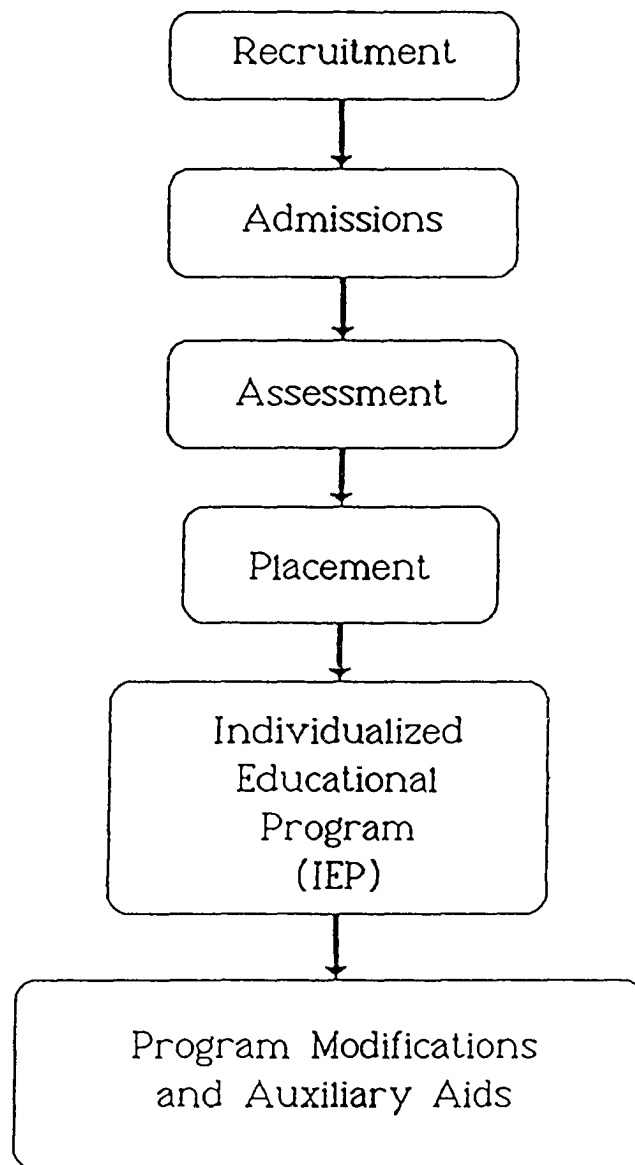 Recruitment
Admissions
Assessment
Placement
Individualized
Educational
Program
(IEP)
Program Modifications
and Auxiliary Aids